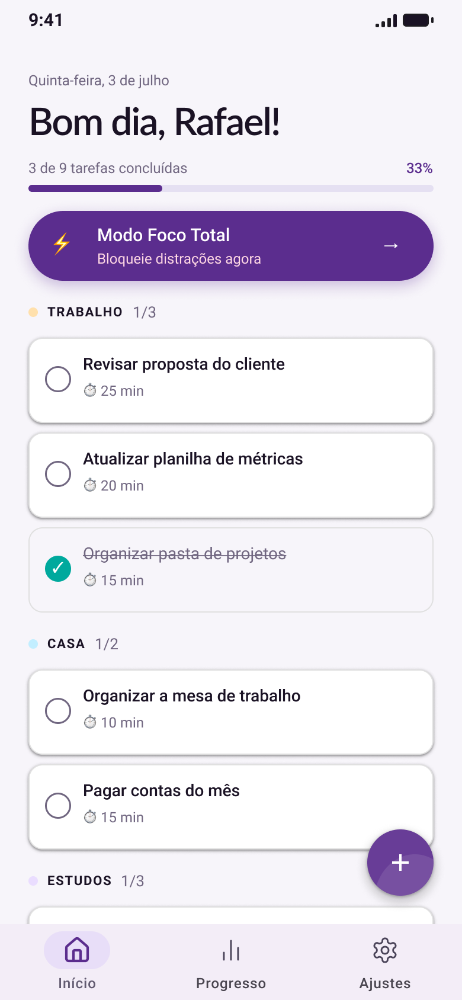 9:41
Quinta-feira, 3 de julho
Bom dia, Rafael!
3 de 9 tarefas concluídas
33%
Modo Foco Total
Bloqueie distrações agora
TRABALHO 1/3
Revisar proposta do cliente
25 min
Atualizar planilha de métricas
20 min
Organizar pasta de projetos
15 min
CASA 1/2
Organizar a mesa de trabalho
10 min
Pagar contas do mês
15 min
ESTUDOS 1/3
Início
Progresso
Ajustes